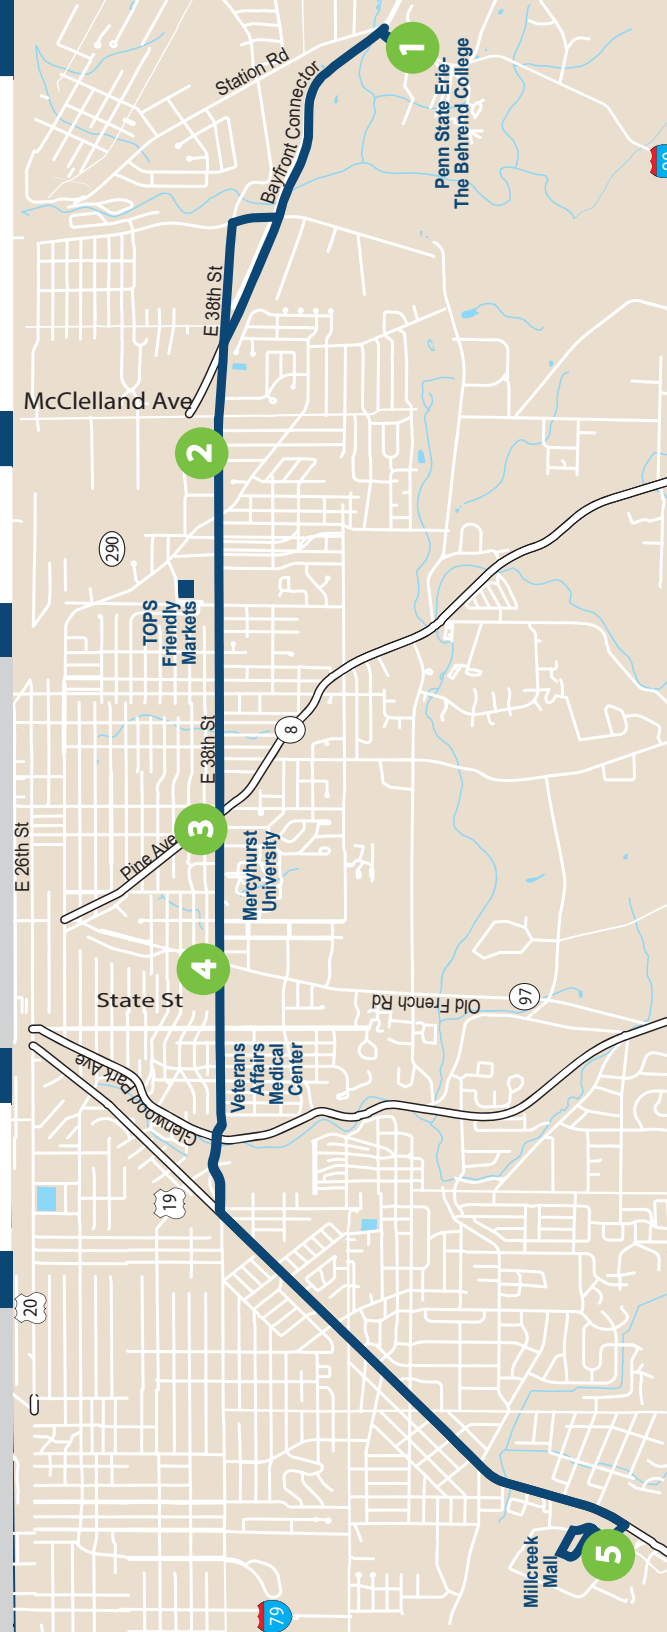 1
Station Rd
Bayfront Connector
Penn State Erie-
The Behrend College
E 38th St
McClelland Ave
2
290
TOPS
Friendly
Markets
E 38th St
8
E 26th St
Pine Ave
3
Mercyhurst
University
4
State St
Old French Rd
97
Veterans
Affairs
Medical
Center
Glenwood Park Ave
19
20
Millcreek
Mall
5
79